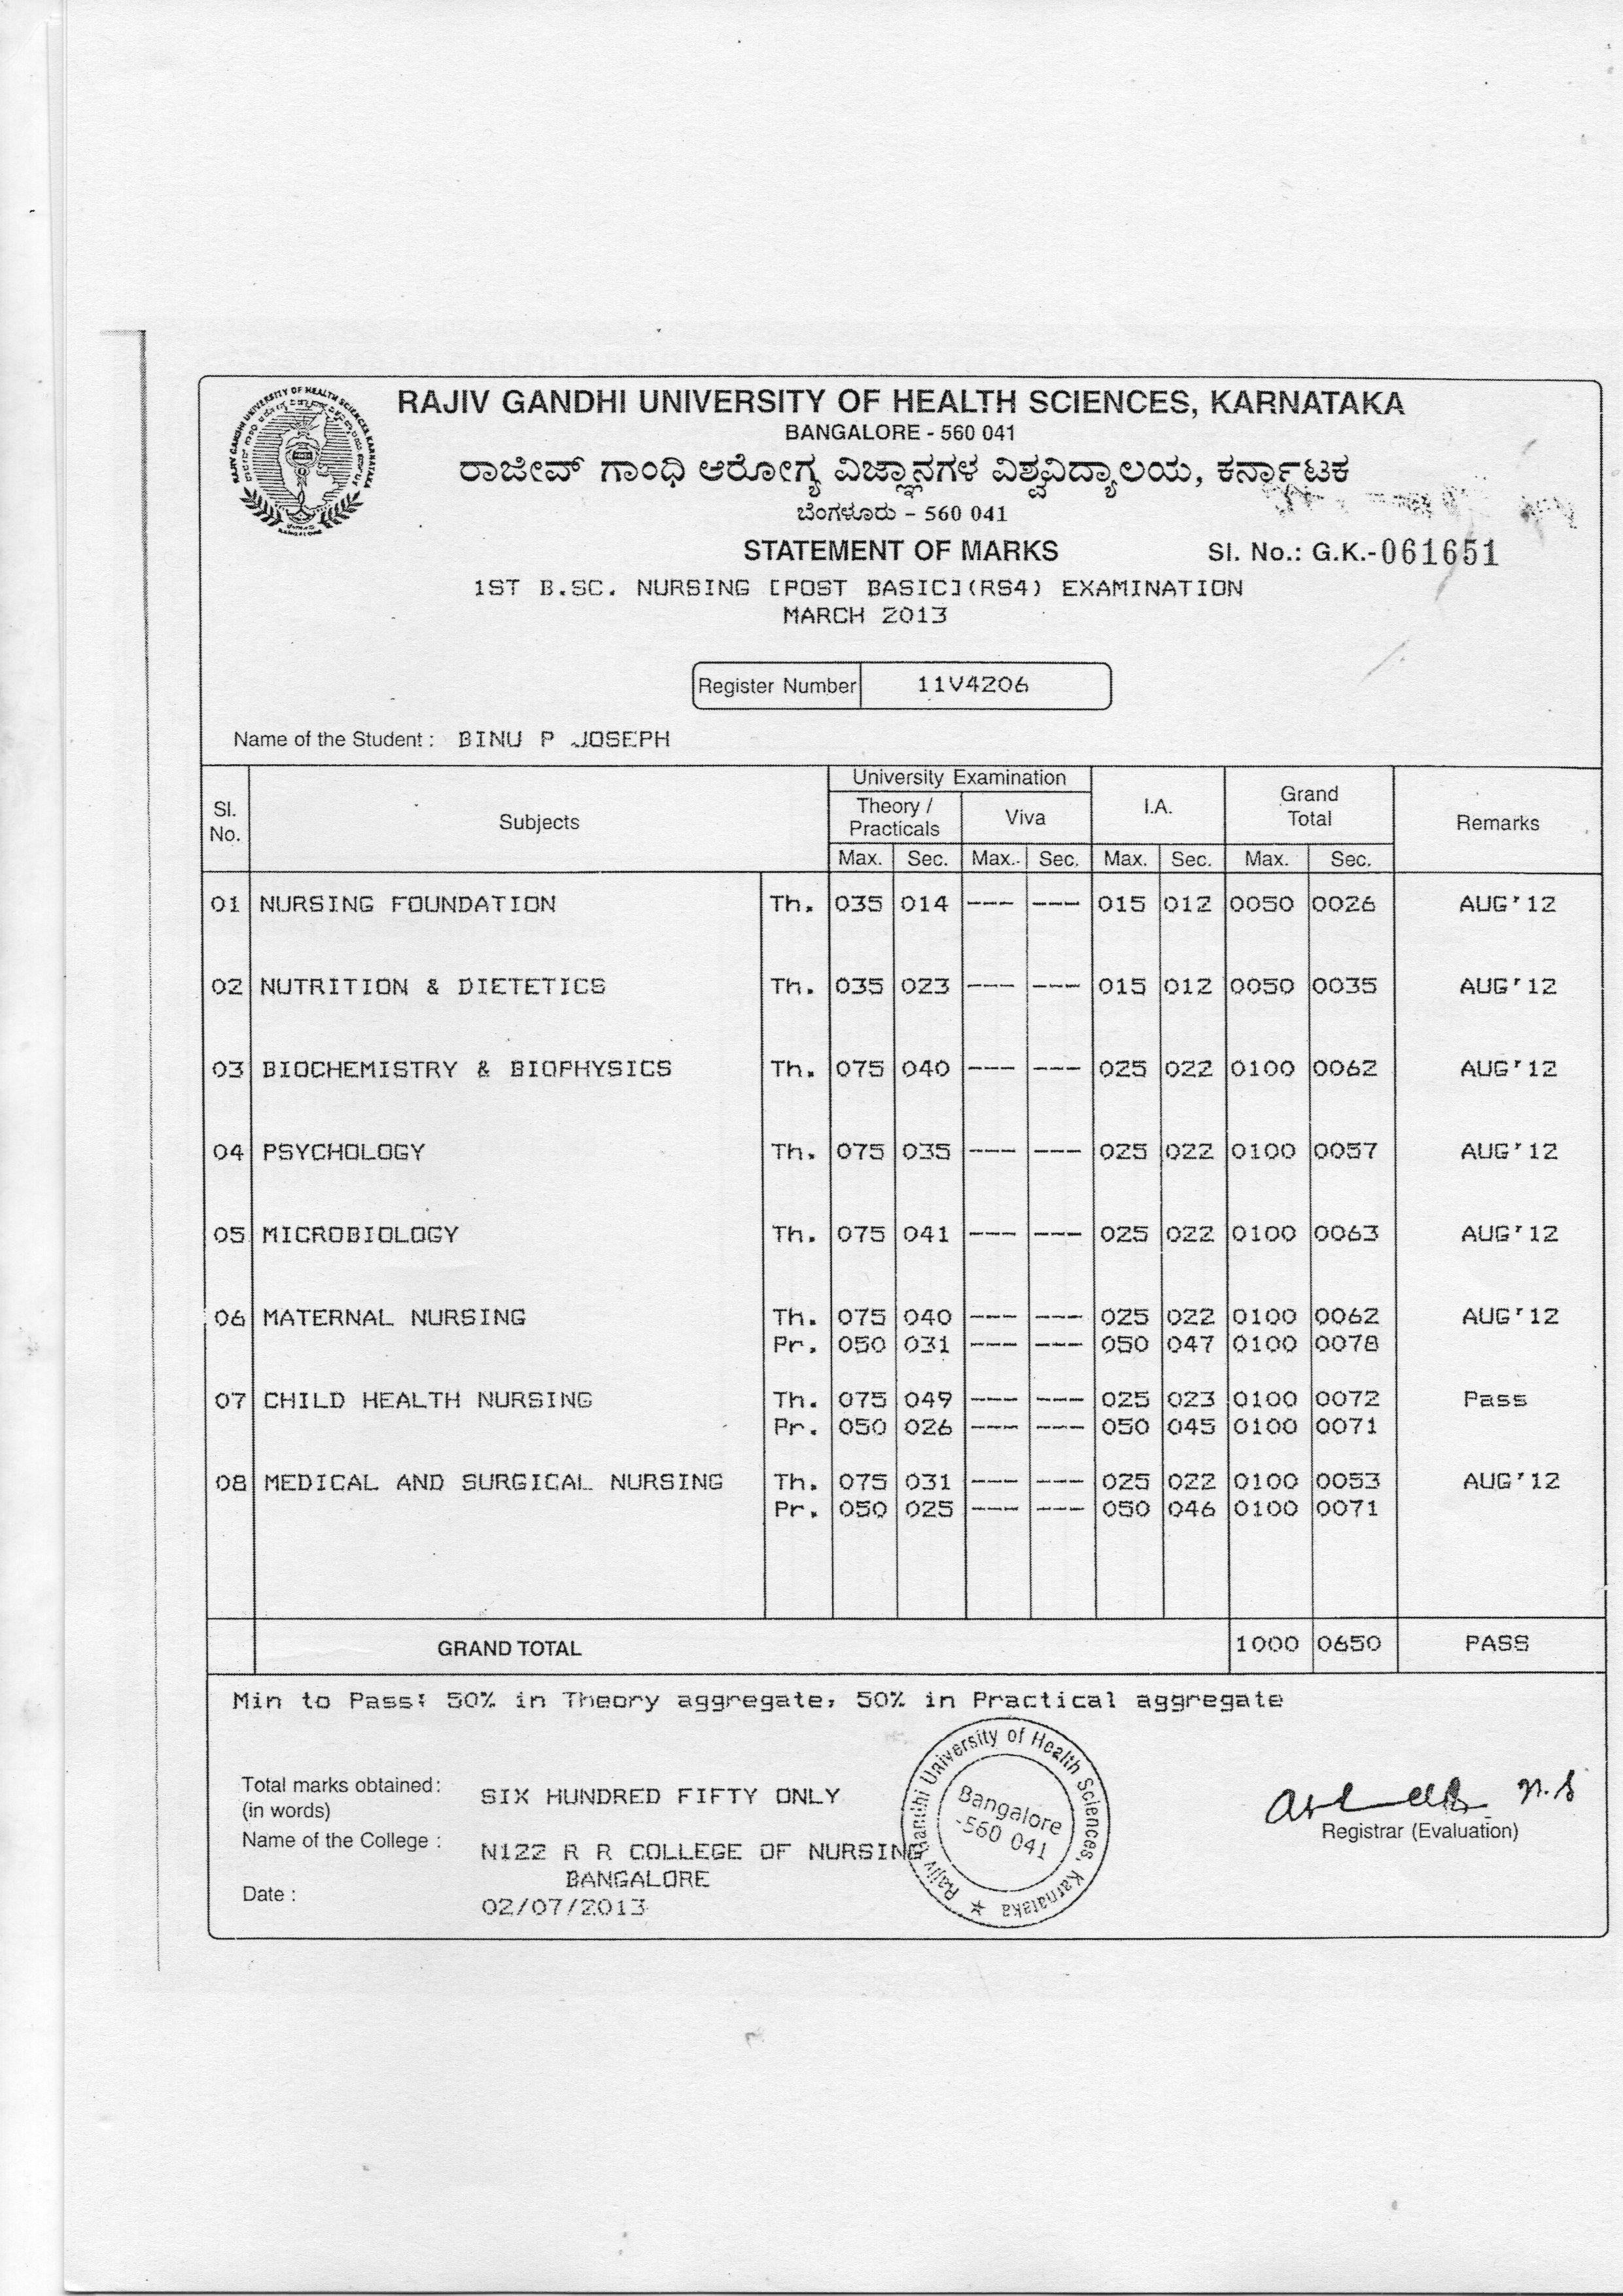 RAJIV GANDHI UNIVERSITY OF HEALTH SCIENCES, KARNATAKA
BANGALORE - 560 041
ರಾಜೀವ್ ಗಾಂಧಿ ಆರೋಗ್ಯ ವಿಜ್ಞಾನಗಳ ವಿಶ್ವವಿದ್ಯಾಲಯ, ಕರ್ನಾಟಕ
ಬೆಂಗಳೂರು - 560 041
STATEMENT OF MARKS Sl. No.: G.K.-061651
1ST B.SC. NURSING [POST BASIC](RS4) EXAMINATION
MARCH 2013
Register Number 11V4206
Name of the Student : BINU P JOSEPH
Sl. No. Subjects University Examination I.A. Grand Total Remarks
Theory / Practicals Viva
Max. Sec. Max. Sec. Max. Sec. Max. Sec.
01 NURSING FOUNDATION Th. 035 014 --- --- 015 012 0050 0026 AUG'12
02 NUTRITION & DIETETICS Th. 035 023 --- --- 015 012 0050 0035 AUG'12
03 BIOCHEMISTRY & BIOPHYSICS Th. 075 040 --- --- 025 022 0100 0062 AUG'12
04 PSYCHOLOGY Th. 075 035 --- --- 025 022 0100 0057 AUG'12
05 MICROBIOLOGY Th. 075 041 --- --- 025 022 0100 0063 AUG'12
06 MATERNAL NURSING Th. 075 040 --- --- 025 022 0100 0062 AUG'12
Pr. 050 031 --- --- 050 047 0100 0078
07 CHILD HEALTH NURSING Th. 075 049 --- --- 025 023 0100 0072 Pass
Pr. 050 026 --- --- 050 045 0100 0071
08 MEDICAL AND SURGICAL NURSING Th. 075 031 --- --- 025 022 0100 0053 AUG'12
Pr. 050 025 --- --- 050 046 0100 0071
GRAND TOTAL 1000 0650 PASS
Min to Pass: 50% in Theory aggregate, 50% in Practical aggregate
Total marks obtained: (in words) SIX HUNDRED FIFTY ONLY
Name of the College : N122 R R COLLEGE OF NURSING
BANGALORE
Date : 02/07/2013
Rajiv Gandhi University of Health Sciences, Karnataka
Bangalore
-560 041
Registrar (Evaluation)